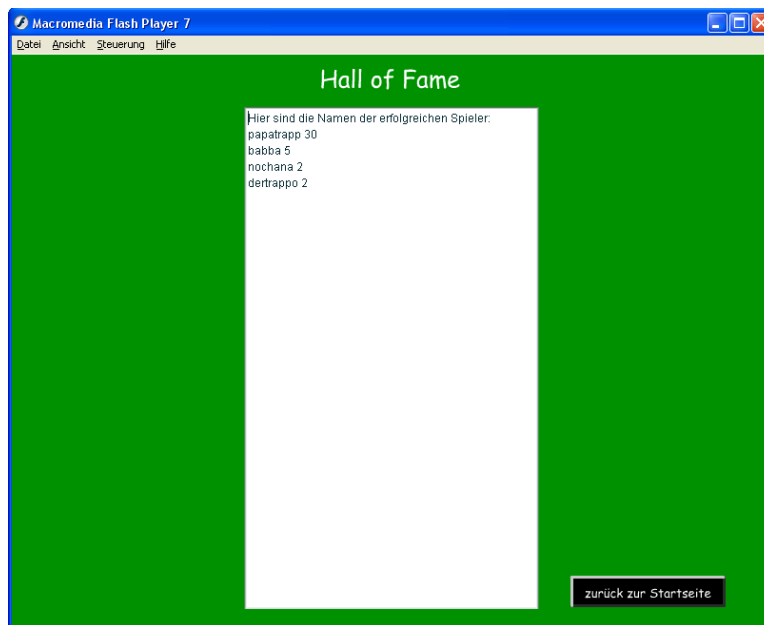 Macromedia Flash Player 7
Datei Ansicht Steuerung Hilfe
Hall of Fame
Hier sind die Namen der erfolgreichen Spieler:
papatrapp 30
babba 5
nochana 2
dertrappo 2
zurück zur Startseite